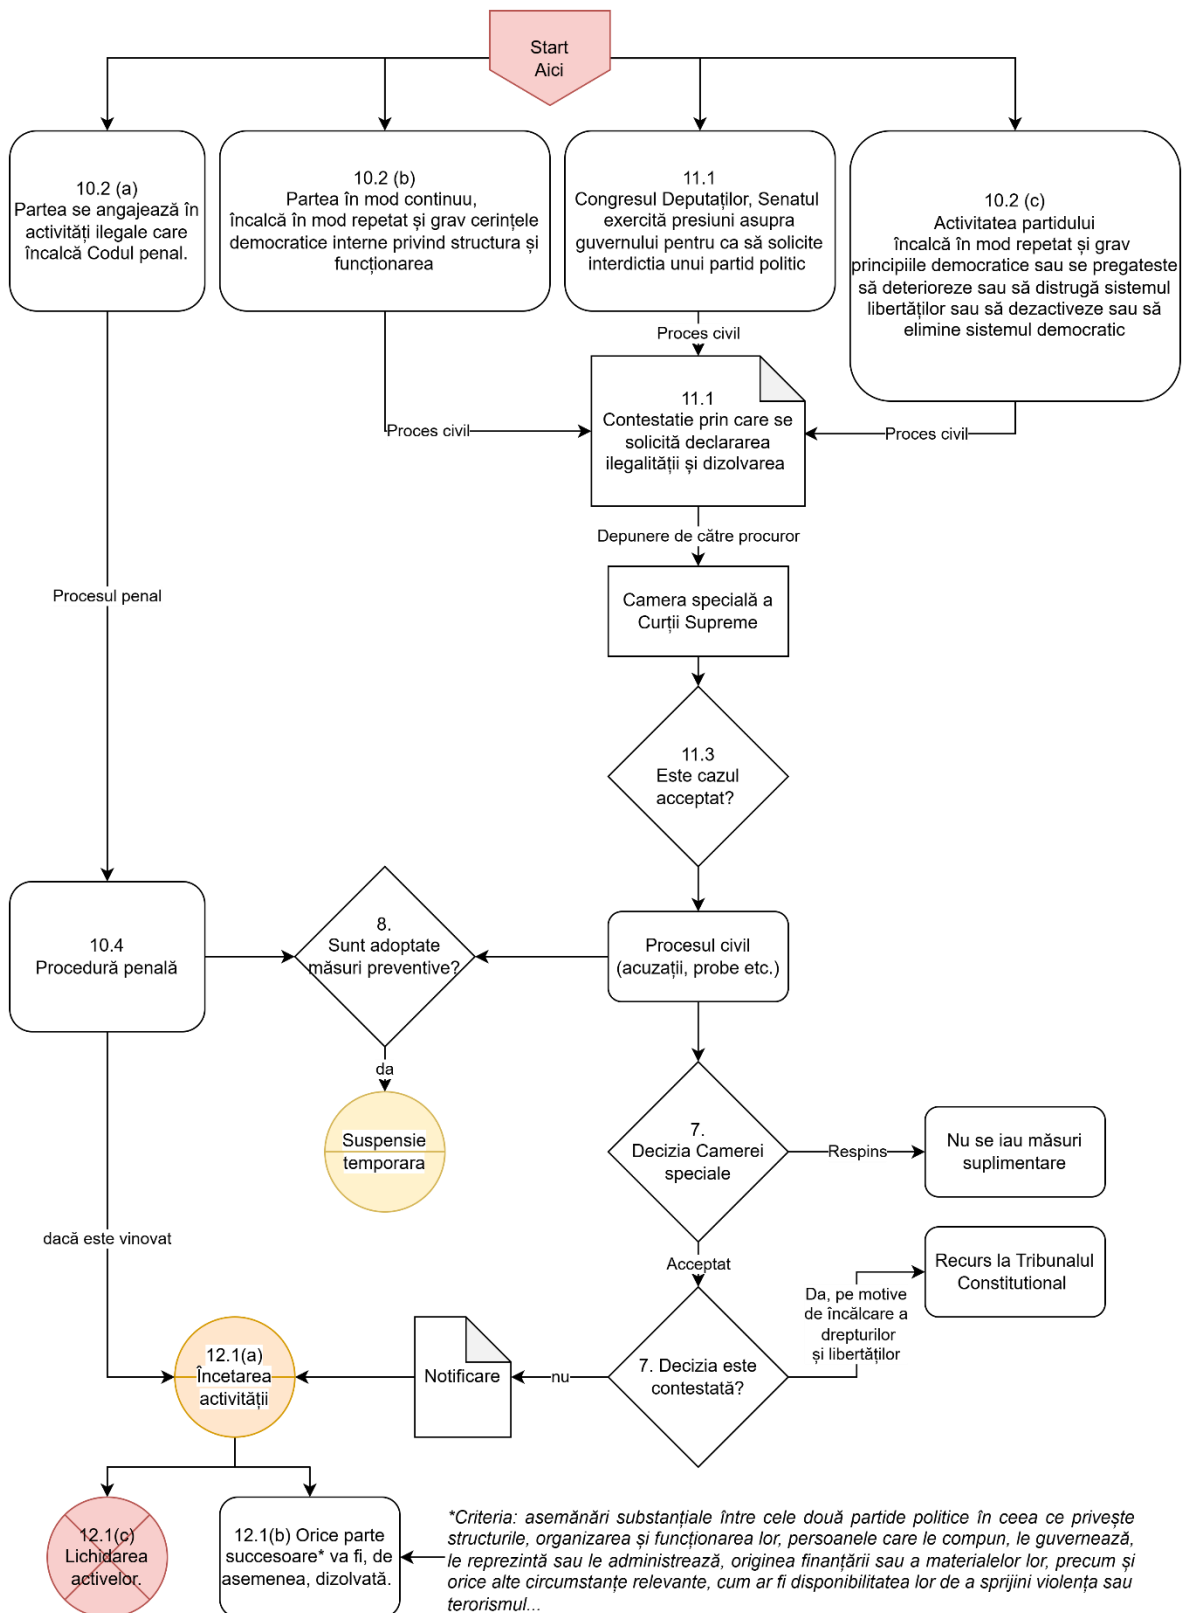 Start
Aici
10.2 (a)
Partea se angajează în
activități ilegale care
încalcă Codul penal.
10.2 (b)
Partea în mod continuu,
încalcă în mod repetat și grav cerințele
democratice interne privind structura și
funcționarea
11.1
Congresul Deputaților, Senatul
exercită presiuni asupra
guvernului pentru ca să solicite
interdictia unui partid politic
10.2 (c)
Activitatea partidului
încalcă în mod repetat și grav
principiile democratice sau se pregateste
să deterioreze sau să distrugă sistemul
libertăților sau să dezactiveze sau să
elimine sistemul democratic
Proces civil
11.1
Contestatie prin care se
solicită declararea
ilegalității și dizolvarea
Proces civil
Proces civil
Depunere de către procuror
Procesul penal
Camera specială a
Curții Supreme
11.3
Este cazul
acceptat?
10.4
Procedură penală
8.
Sunt adoptate
măsuri preventive?
Procesul civil
(acuzații, probe etc.)
da
Suspensie
temporara
7.
Decizia Camerei
speciale
Respins
Nu se iau măsuri
suplimentare
dacă este vinovat
Acceptat
Recurs la Tribunalul
Constitutional
Da, pe motive
de încălcare a
drepturilor
și libertăților
12.1(a)
Încetarea
activității
Notificare
nu
7. Decizia este
contestată?
12.1(c)
Lichidarea
activelor.
12.1(b) Orice parte
succesoare* va fi, de
asemenea, dizolvată.
*Criteria: asemănări substanțiale între cele două partide politice în ceea ce privește
structurile, organizarea și funcționarea lor, persoanele care le compun, le guvernează,
le reprezintă sau le administrează, originea finanțării sau a materialelor lor, precum și
orice alte circumstanțe relevante, cum ar fi disponibilitatea lor de a sprijini violența sau
terorismul...